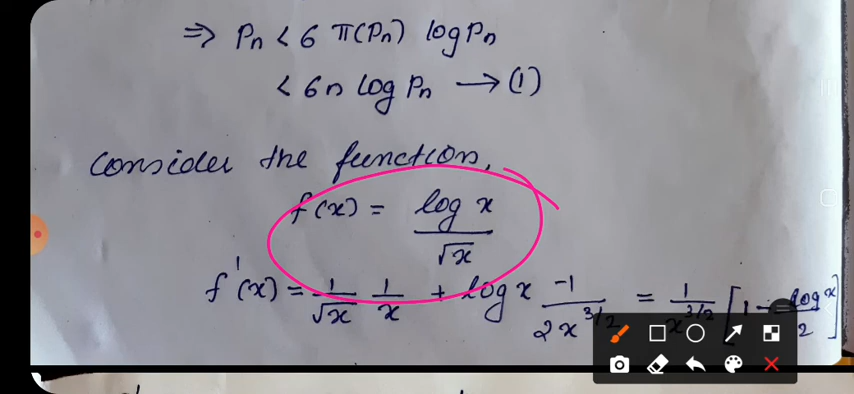 ⇒ Pn < 6 π(Pn) log Pn
< 6n log Pn → (1)
Consider the function,
f(x) = log x / √x
f'(x) = 1/√x 1/x + log x -1/2x^3/2 = 1/x^3/2 [1 - log x/2]